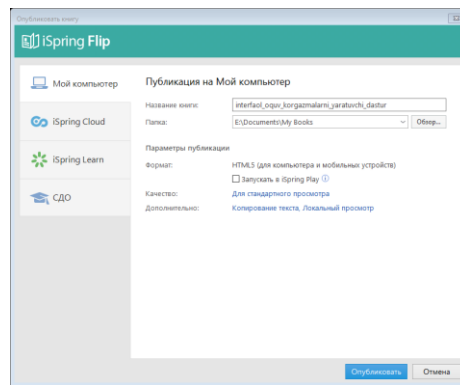 Опубликовать книгу
iSpring Flip
Мой компьютер
iSpring Cloud
iSpring Learn
СДО
Публикация на Мой компьютер
Название книги: interfaol_oquv_korgazmalarni_yaratuvchi_dastur
Папка: E:\Documents\My Books Обзор...
Параметры публикации
Формат: HTML5 (для компьютера и мобильных устройств)
Запускать в iSpring Play
Качество: Для стандартного просмотра
Дополнительно: Копирование текста, Локальный просмотр
Опубликовать Отмена